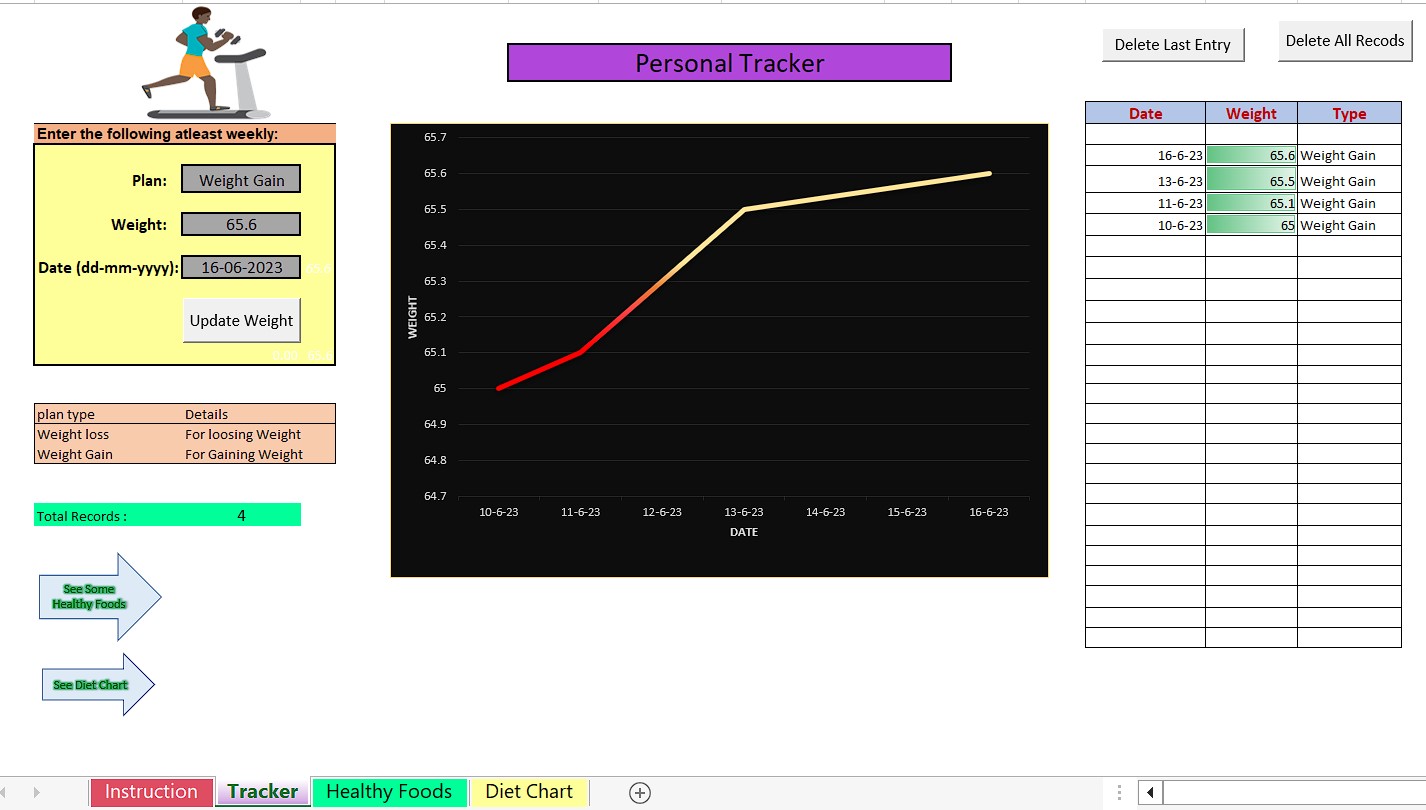 Personal Tracker
Delete Last Entry
Delete All Recods
Enter the following atleast weekly:
Plan: Weight Gain
Weight: 65.6
Date (dd-mm-yyyy): 16-06-2023 65.6
Update Weight
0.00 65.6
plan type Details
Weight loss For loosing Weight
Weight Gain For Gaining Weight
Total Records : 4
See Some
Healthy Foods
See Diet Chart
65.7
65.6
65.5
65.4
65.3
65.2
65.1
65
64.9
64.8
64.7
WEIGHT
10-6-23 11-6-23 12-6-23 13-6-23 14-6-23 15-6-23 16-6-23
DATE
Date Weight Type
16-6-23 65.6 Weight Gain
13-6-23 65.5 Weight Gain
11-6-23 65.1 Weight Gain
10-6-23 65 Weight Gain
Instruction Tracker Healthy Foods Diet Chart